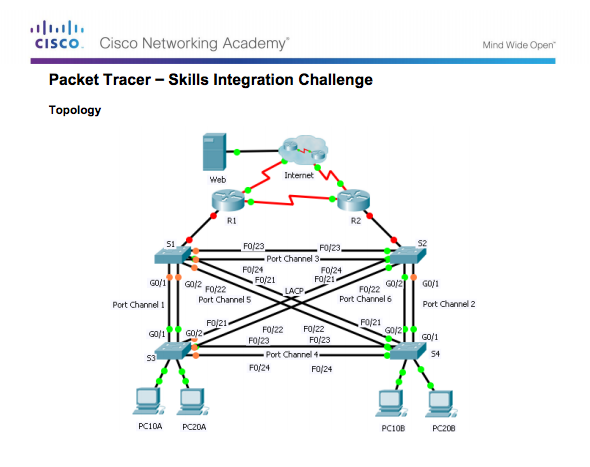 CISCO Cisco Networking Academy® Mind Wide Open™
Packet Tracer – Skills Integration Challenge
Topology
Web
Internet
R1
R2
S1
S2
F0/23
F0/23
Port Channel 3
F0/24
F0/24
F0/21
F0/21
G0/1
G0/2
G0/2
G0/1
F0/22
LACP
F0/22
Port Channel 5
Port Channel 6
Port Channel 1
Port Channel 2
F0/21
F0/21
F0/22
F0/22
G0/1
G0/2
G0/2
G0/1
F0/23
F0/23
S3
Port Channel 4
S4
F0/24
F0/24
PC10A
PC20A
PC10B
PC20B